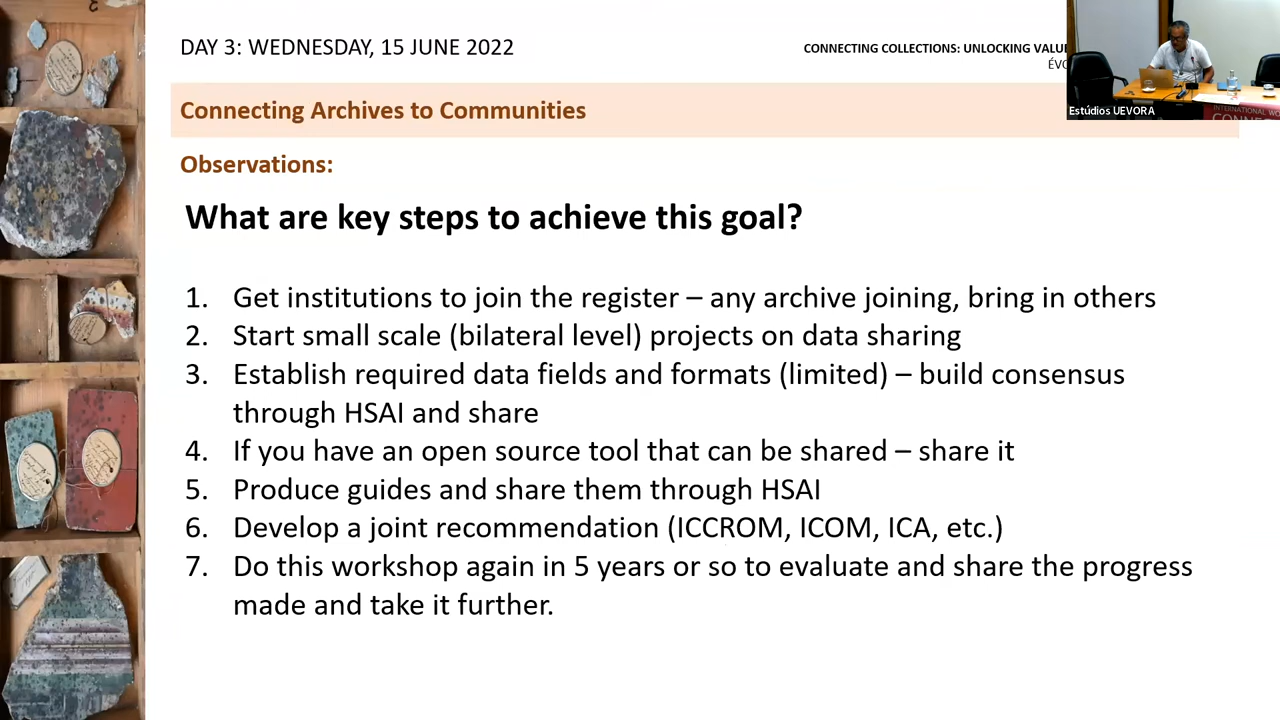 DAY 3: WEDNESDAY, 15 JUNE 2022
CONNECTING COLLECTIONS: UNLOCKING
Estúdios UEVORA
INTERNATIONAL
Connecting Archives to Communities
Observations:
What are key steps to achieve this goal?
1. Get institutions to join the register – any archive joining, bring in others
2. Start small scale (bilateral level) projects on data sharing
3. Establish required data fields and formats (limited) – build consensus
through HSAI and share
4. If you have an open source tool that can be shared – share it
5. Produce guides and share them through HSAI
6. Develop a joint recommendation (ICCROM, ICOM, ICA, etc.)
7. Do this workshop again in 5 years or so to evaluate and share the progress
made and take it further.